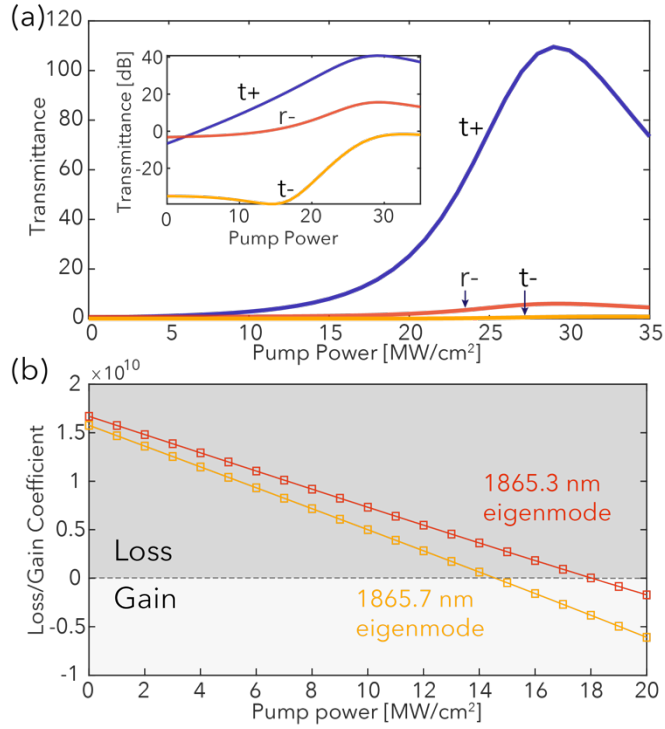 (a)
120
100
80
60
40
20
0
Transmittance
0 5 10 15 20 25 30 35
Pump Power [MW/cm²]
t+
r-
t-
40
20
0
-20
Transmittance [dB]
0 10 20 30
Pump Power
t+
r-
t-
(b)
×10¹⁰
2
1.5
1
0.5
0
-0.5
-1
Loss/Gain Coefficient
Loss
Gain
1865.3 nm
eigenmode
1865.7 nm
eigenmode
0 2 4 6 8 10 12 14 16 18 20
Pump power [MW/cm²]